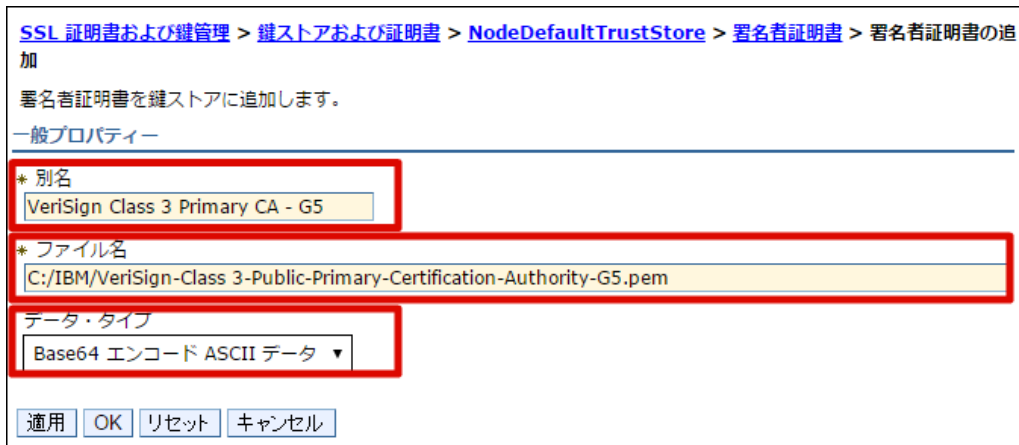 SSL 証明書および鍵管理 > 鍵ストアおよび証明書 > NodeDefaultTrustStore > 署名者証明書 > 署名者証明書の追
加
署名者証明書を鍵ストアに追加します。
一般プロパティー
* 別名
VeriSign Class 3 Primary CA - G5
* ファイル名
C:/IBM/VeriSign-Class 3-Public-Primary-Certification-Authority-G5.pem
データ・タイプ
Base64 エンコード ASCII データ ▼
適用 OK リセット キャンセル